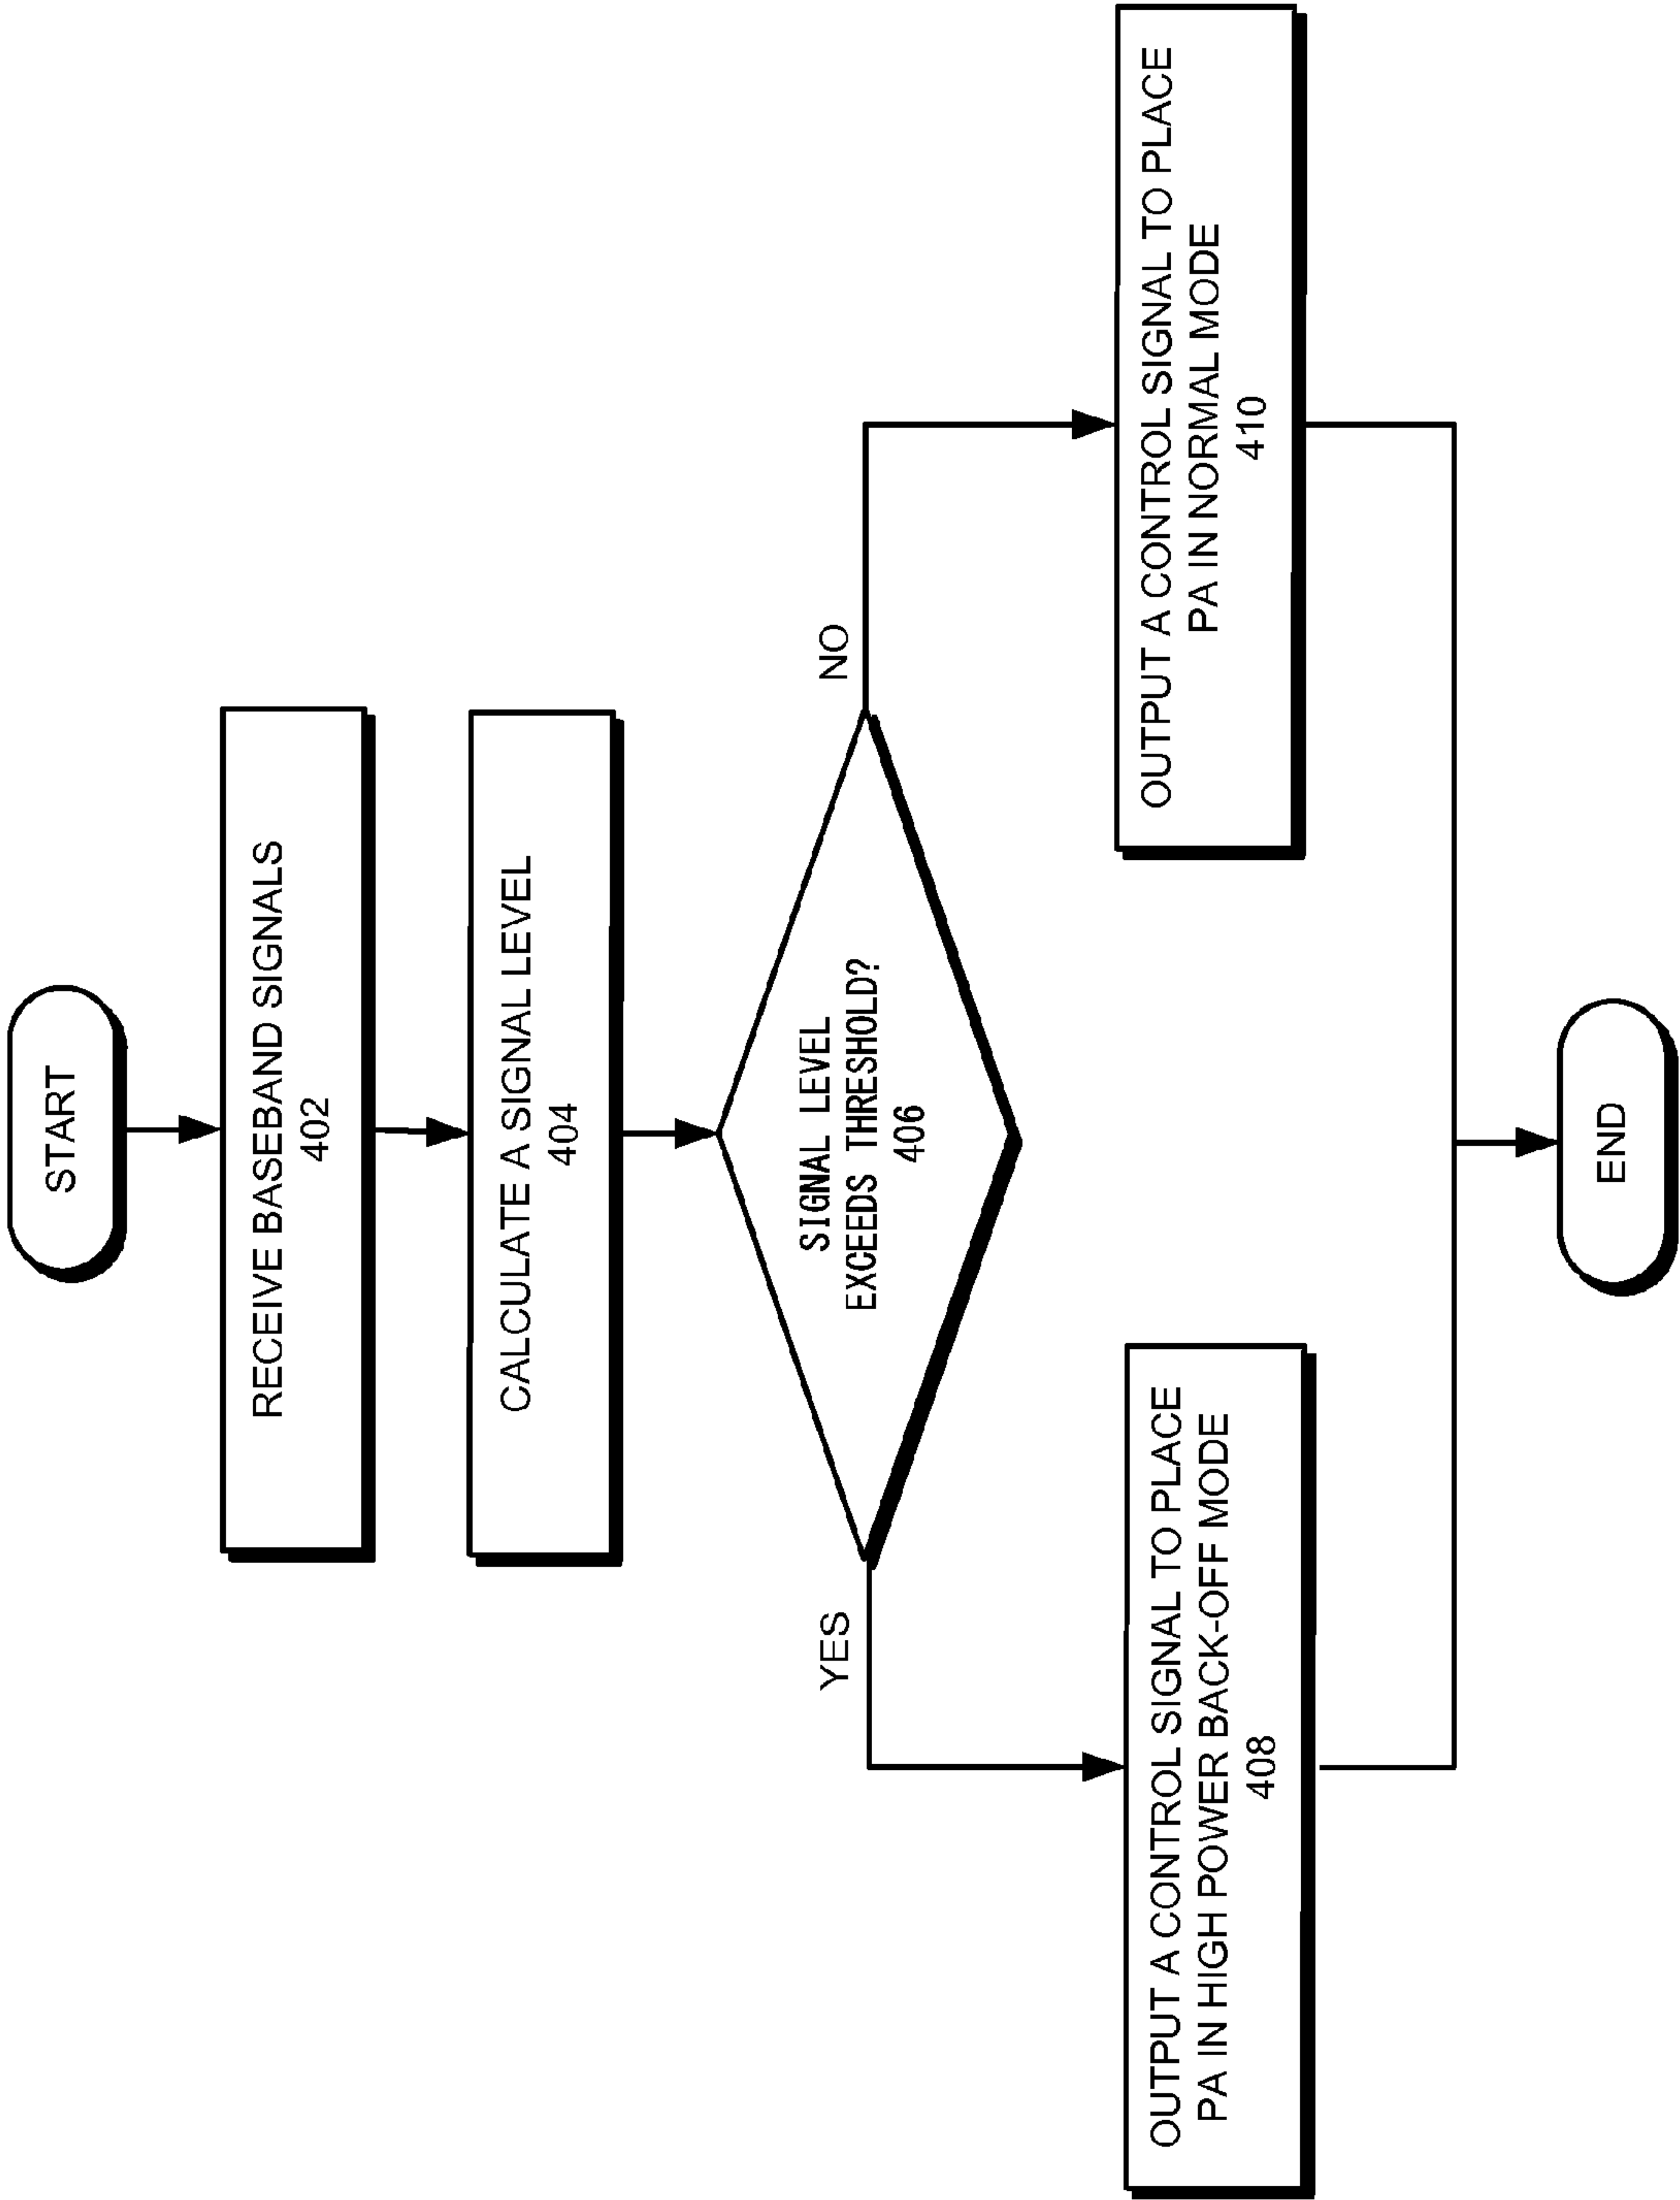 START
RECEIVE BASEBAND SIGNALS
402
CALCULATE A SIGNAL LEVEL
404
SIGNAL LEVEL
EXCEEDS THRESHOLD?
406
YES
NO
OUTPUT A CONTROL SIGNAL TO PLACE
PA IN HIGH POWER BACK-OFF MODE
408
OUTPUT A CONTROL SIGNAL TO PLACE
PA IN NORMAL MODE
410
END